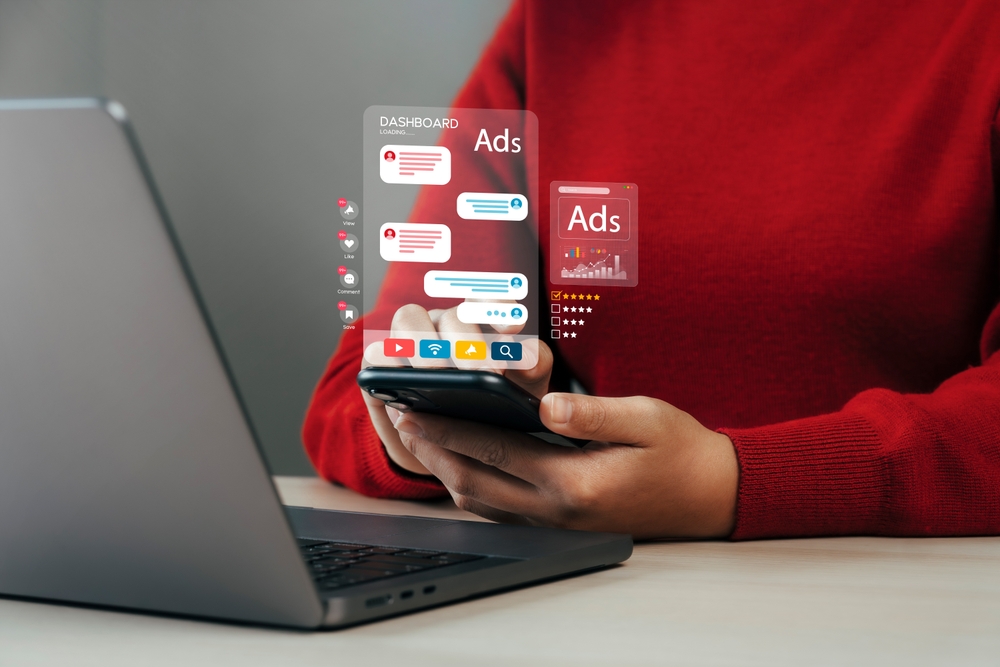 DASHBOARD
LOADING......
Ads
View
Like
Comment
Save
Ads